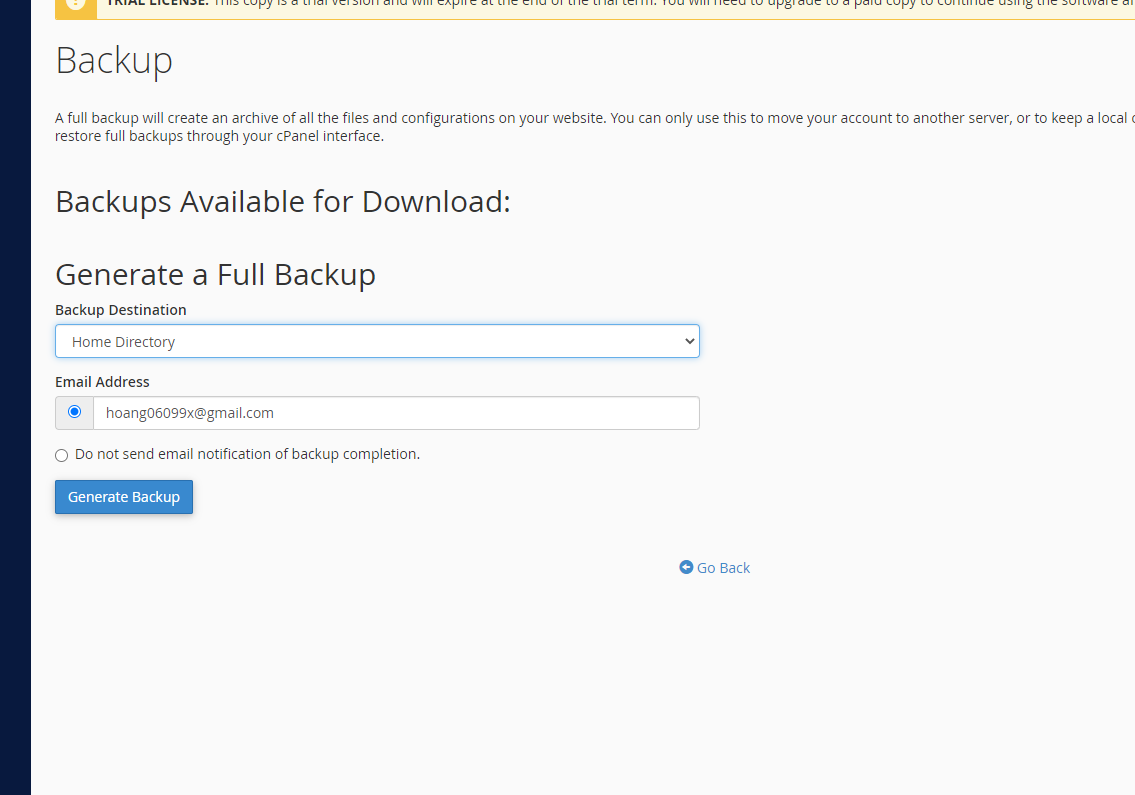 TRIAL LICENSE: This copy is a trial version and will expire at the end of the trial term. You will need to upgrade to a paid copy to continue using the software
Backup
A full backup will create an archive of all the files and configurations on your website. You can only use this to move your account to another server, or to keep a local
restore full backups through your cPanel interface.
Backups Available for Download:
Generate a Full Backup
Backup Destination
Home Directory
Email Address
hoang06099x@gmail.com
Do not send email notification of backup completion.
Generate Backup
Go Back